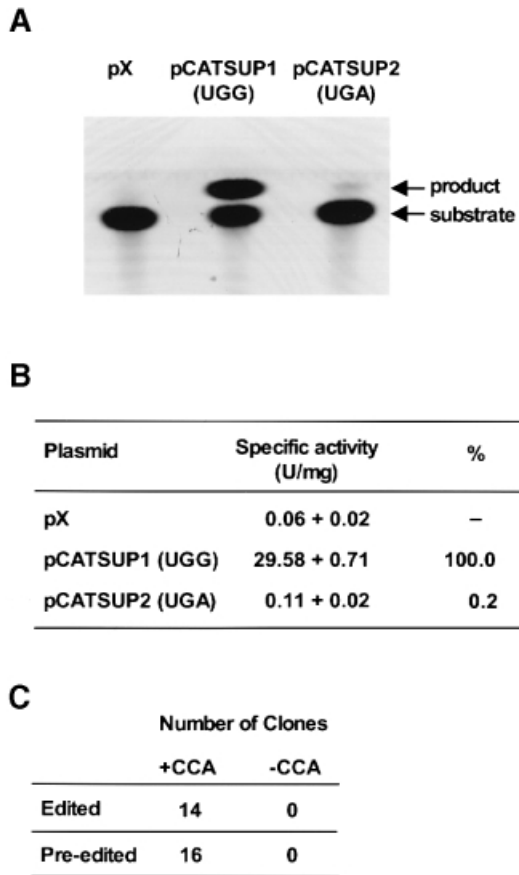 A
pX pCATSUP1 pCATSUP2
(UGG) (UGA)
product
substrate
B
Plasmid Specific activity %
(U/mg)
pX 0.06 + 0.02 –
pCATSUP1 (UGG) 29.58 + 0.71 100.0
pCATSUP2 (UGA) 0.11 + 0.02 0.2
C
Number of Clones
+CCA -CCA
Edited 14 0
Pre-edited 16 0